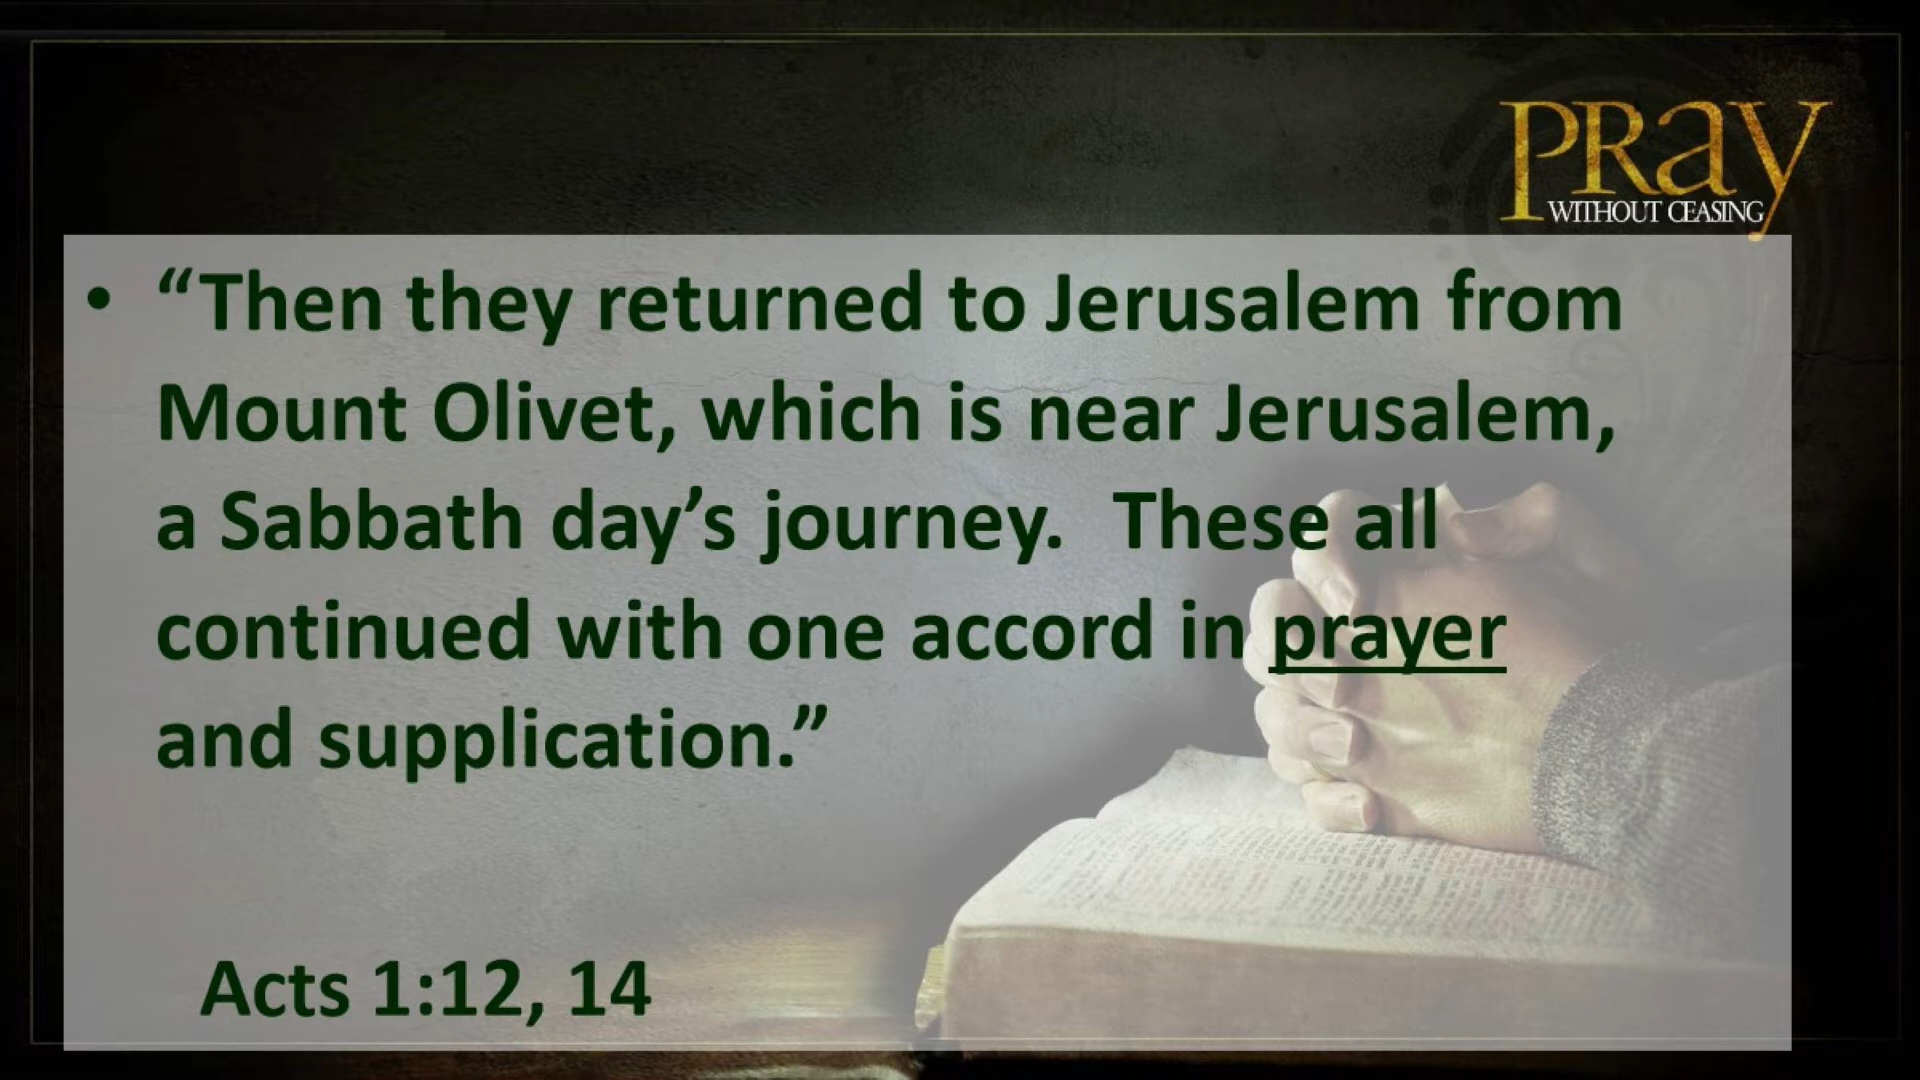 PRay
WITHOUT CEASING
• “Then they returned to Jerusalem from
Mount Olivet, which is near Jerusalem,
a Sabbath day’s journey.  These all
continued with one accord in prayer
and supplication.”
Acts 1:12, 14